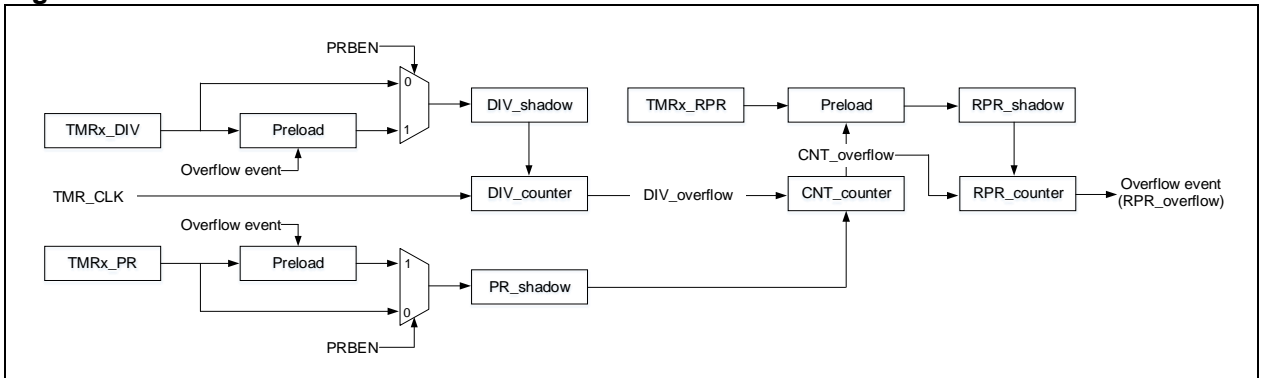 PRBEN
0
DIV_shadow
TMRx_RPR
Preload
RPR_shadow
TMRx_DIV
Preload
1
Overflow event
CNT_overflow
TMR_CLK
DIV_counter
DIV_overflow
CNT_counter
RPR_counter
Overflow event
(RPR_overflow)
Overflow event
TMRx_PR
Preload
1
PR_shadow
0
PRBEN